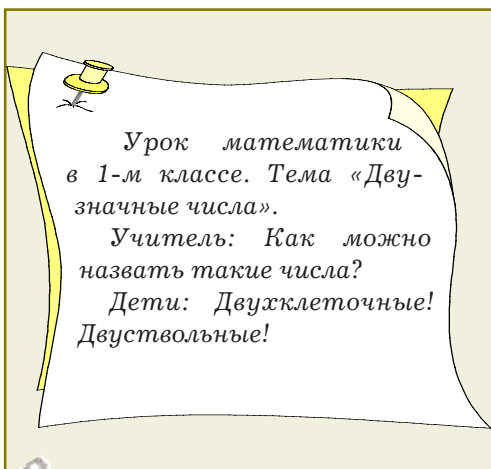 Урок математики
в 1-м классе. Тема «Дву-
значные числа».
Учитель: Как можно
назвать такие числа?
Дети: Двухклеточные!
Двуствольные!